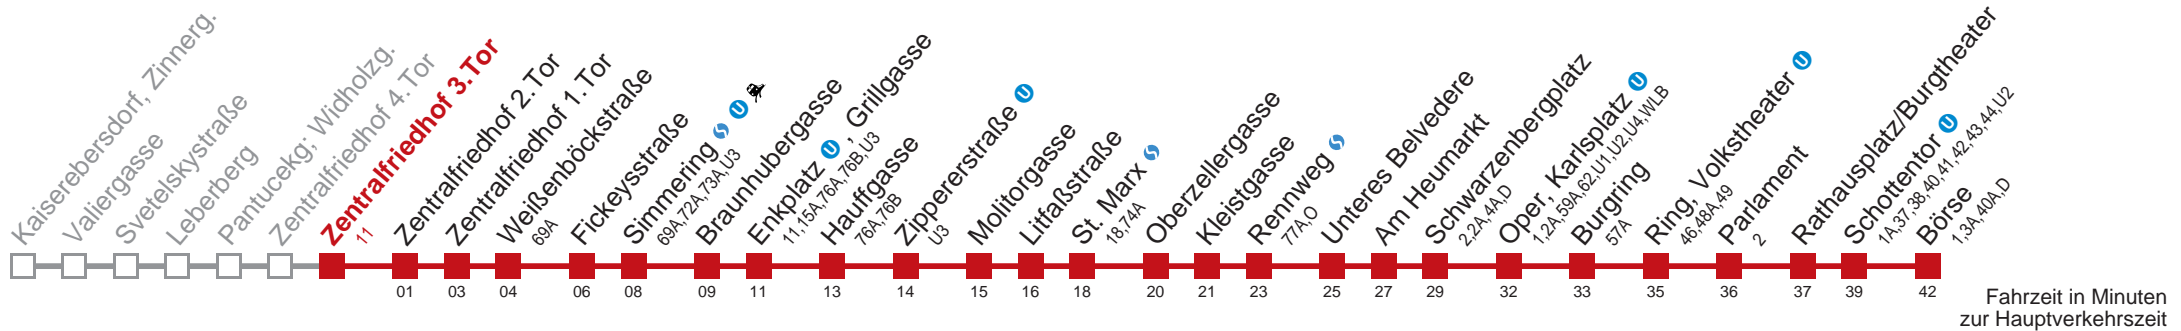 Kaiserebersdorf, Zinnerg.
Valiergasse
Svetelskystraße
Leberberg
Pantucekg; Widholzg.
Zentralfriedhof 4.Tor
Zentralfriedhof 3.Tor
11
Zentralfriedhof 2.Tor
Zentralfriedhof 1.Tor
Weißenböckstraße
69A
Fickeysstraße
Simmering S U
69A,72A,73A,U3
Braunhubergasse
Enkplatz U , Grillgasse
11,15A,76A,76B,U3
Hauffgasse
76A,76B
Zippererstraße U
U3
Molitorgasse
Litfaßstraße
St. Marx S
18,74A
Oberzellergasse
Kleistgasse
Rennweg S
77A,O
Unteres Belvedere
Am Heumarkt
Schwarzenbergplatz
2,2A,4A,D
Oper, Karlsplatz U
1,2A,59A,62,U1,U2,U4,WLB
Burgring
57A
Ring, Volkstheater U
46,48A,49
Parlament
2
Rathausplatz/Burgtheater
Schottentor U
1A,37,38,40,41,42,43,44,U2
Börse
1,3A,40A,D
01 03 04 06 08 09 11 13 14 15 16 18 20 21 23 25 27 29 32 33 35 36 37 39 42
Fahrzeit in Minuten
zur Hauptverkehrszeit